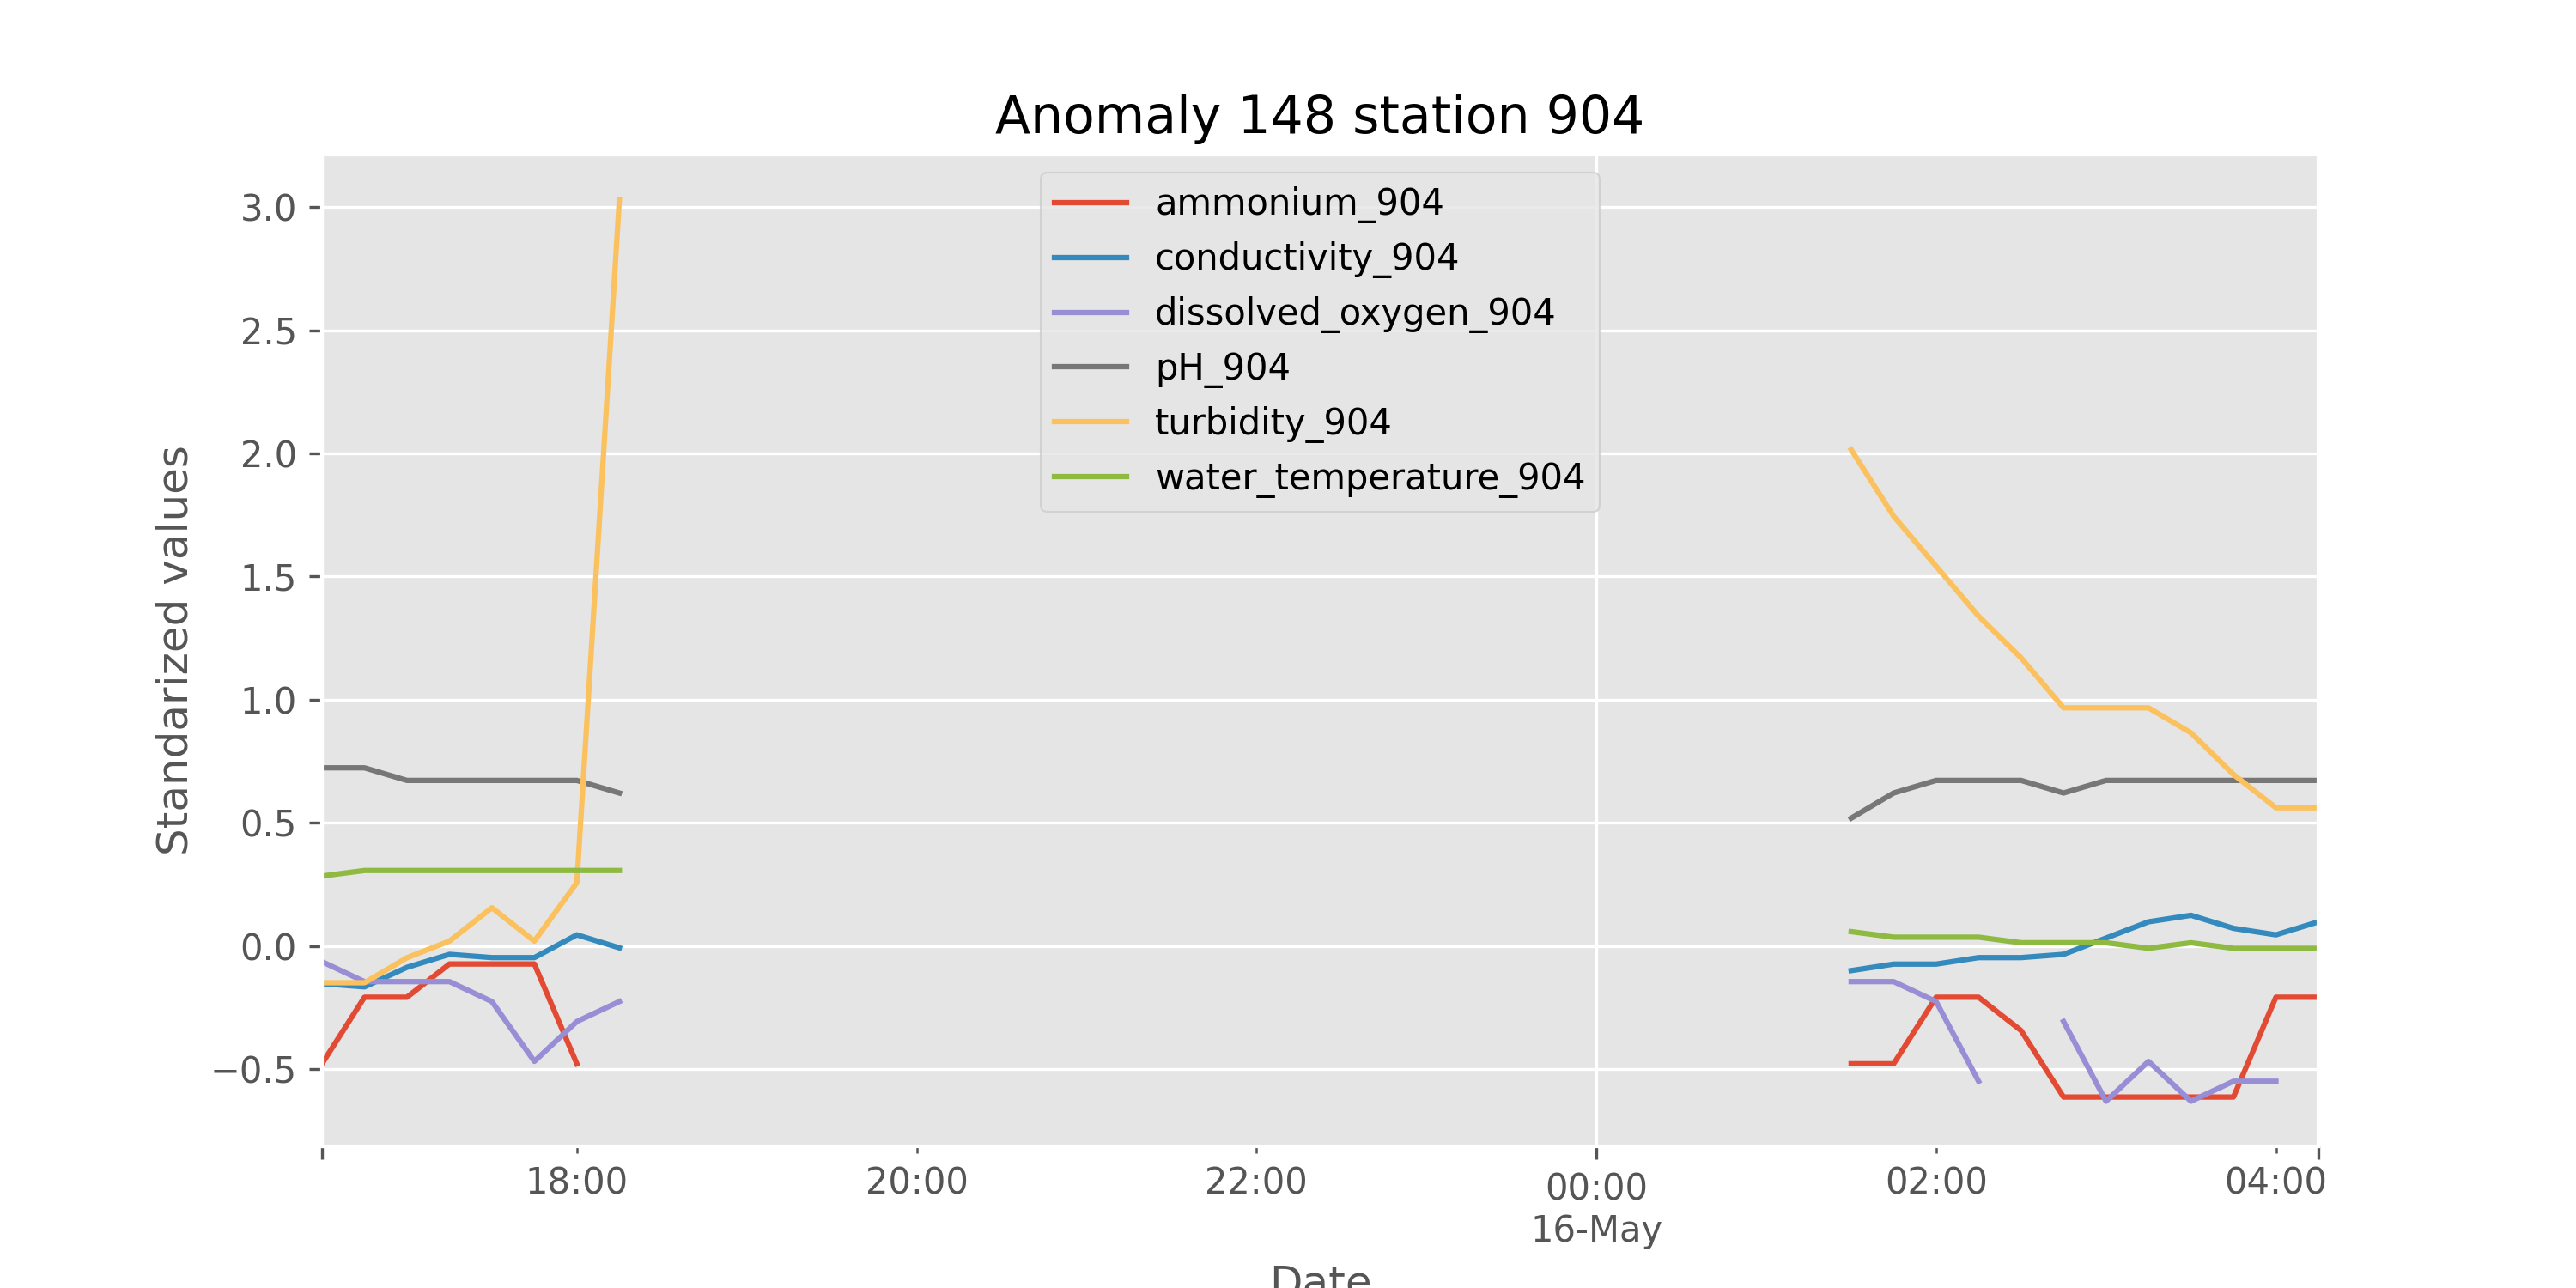 Anomaly 148 station 904
ammonium_904
conductivity_904
dissolved_oxygen_904
pH_904
turbidity_904
water_temperature_904
Standarized values
3.0
2.5
2.0
1.5
1.0
0.5
0.0
−0.5
18:00
20:00
22:00
00:00
16-May
02:00
04:00
Date